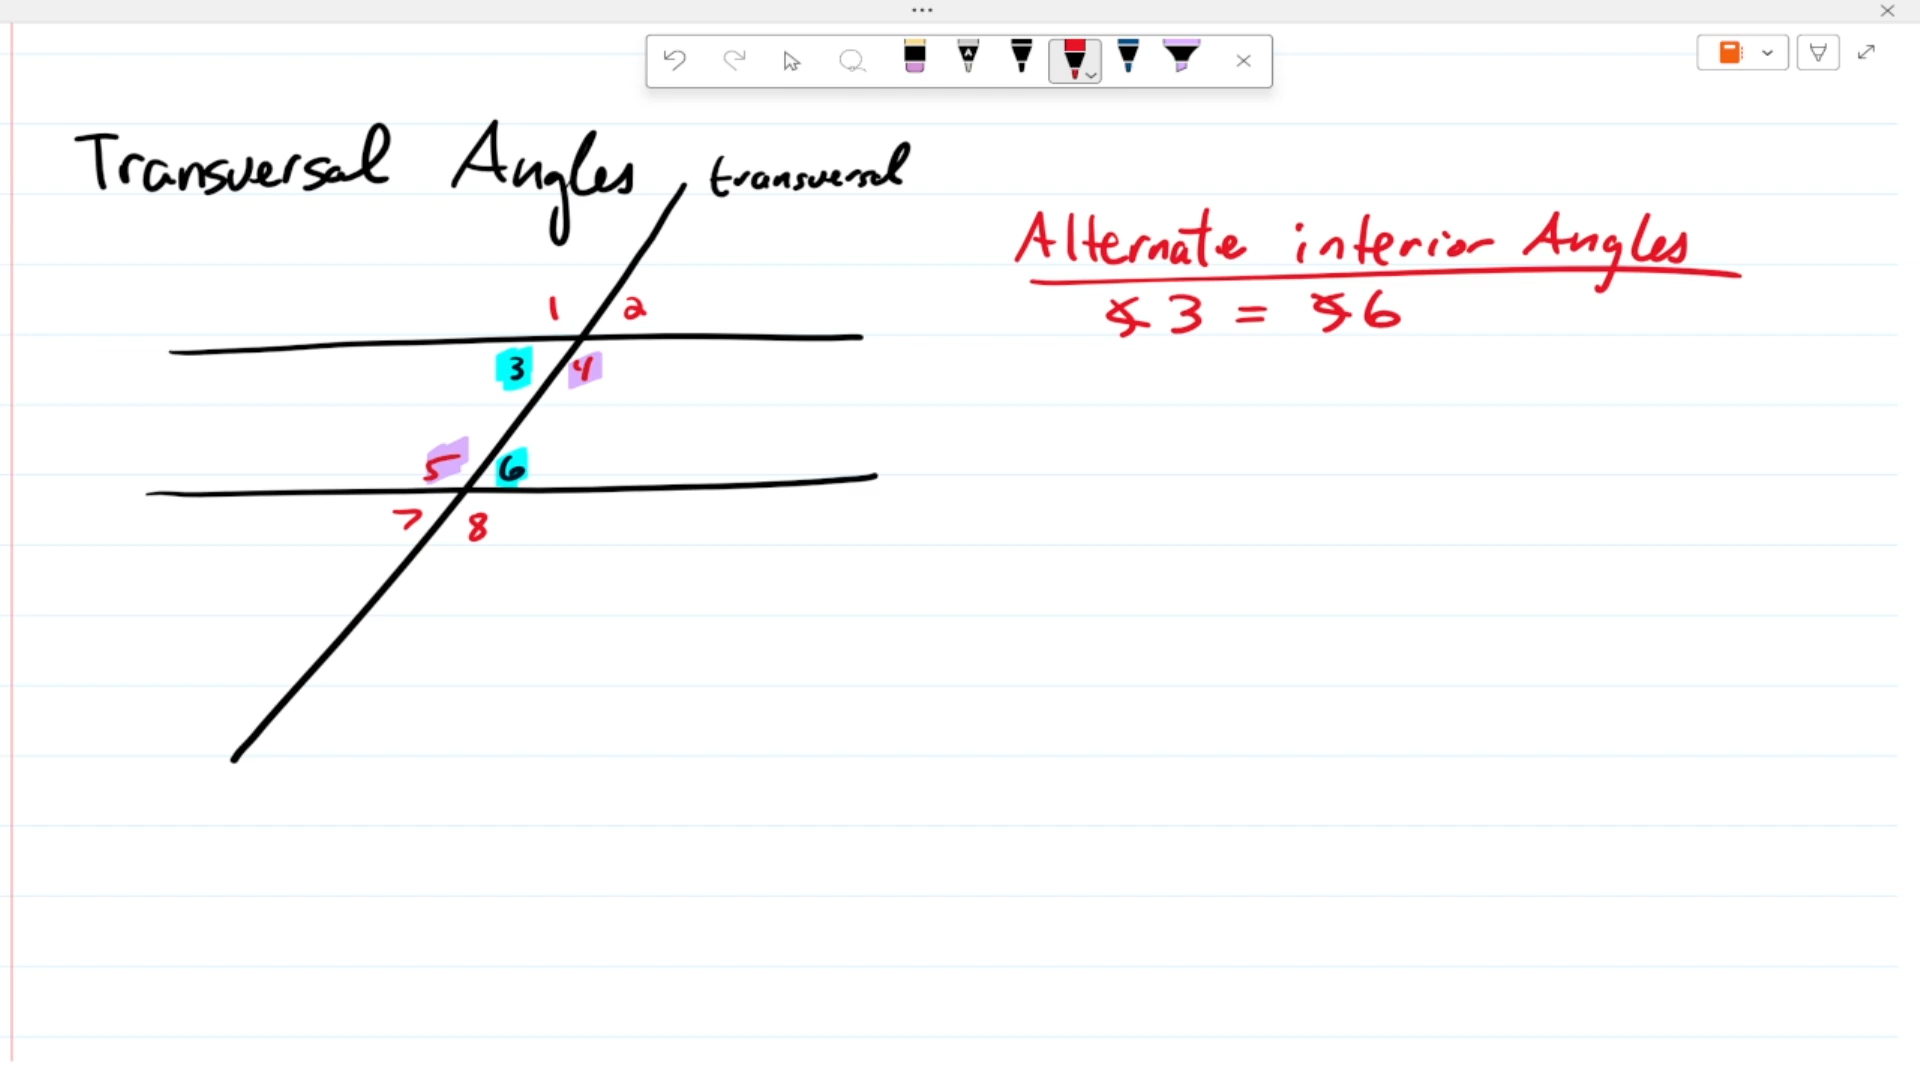 Transversal Angles transversal
Alternate interior Angles
∡3 = ∡6
1 2
3 4
5 6
7 8